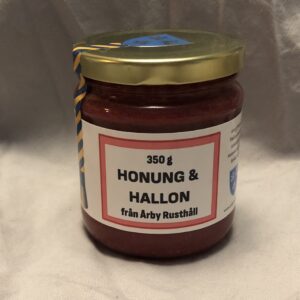 350 g
HONUNG &
HALLON
från Årby Rusthåll